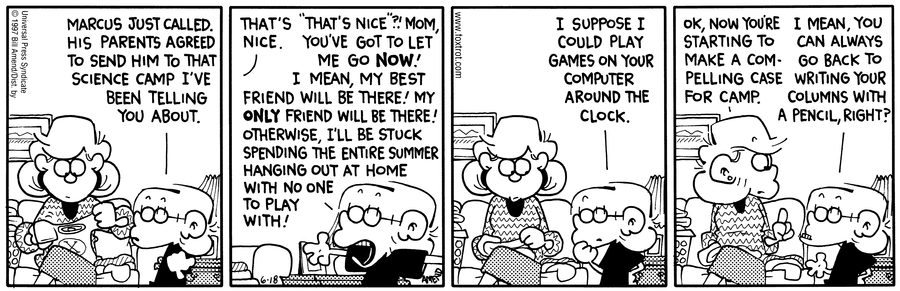 Universal Press Syndicate
© 1997 Bill Amend/Dist. by
MARCUS JUST CALLED.
HIS PARENTS AGREED
TO SEND HIM TO THAT
SCIENCE CAMP I'VE
BEEN TELLING
YOU ABOUT.
THAT'S
NICE.
"THAT'S NICE"?! MOM,
YOU'VE GOT TO LET
ME GO NOW!
I MEAN, MY BEST
FRIEND WILL BE THERE! MY
ONLY FRIEND WILL BE THERE!
OTHERWISE, I'LL BE STUCK
SPENDING THE ENTIRE SUMMER
HANGING OUT AT HOME
WITH NO ONE
TO PLAY
WITH!
6-18
AMEND
www.foxtrot.com
I SUPPOSE I
COULD PLAY
GAMES ON YOUR
COMPUTER
AROUND THE
CLOCK.
OK, NOW YOU'RE
STARTING TO
MAKE A COM-
PELLING CASE
FOR CAMP.
I MEAN, YOU
CAN ALWAYS
GO BACK TO
WRITING YOUR
COLUMNS WITH
A PENCIL, RIGHT?